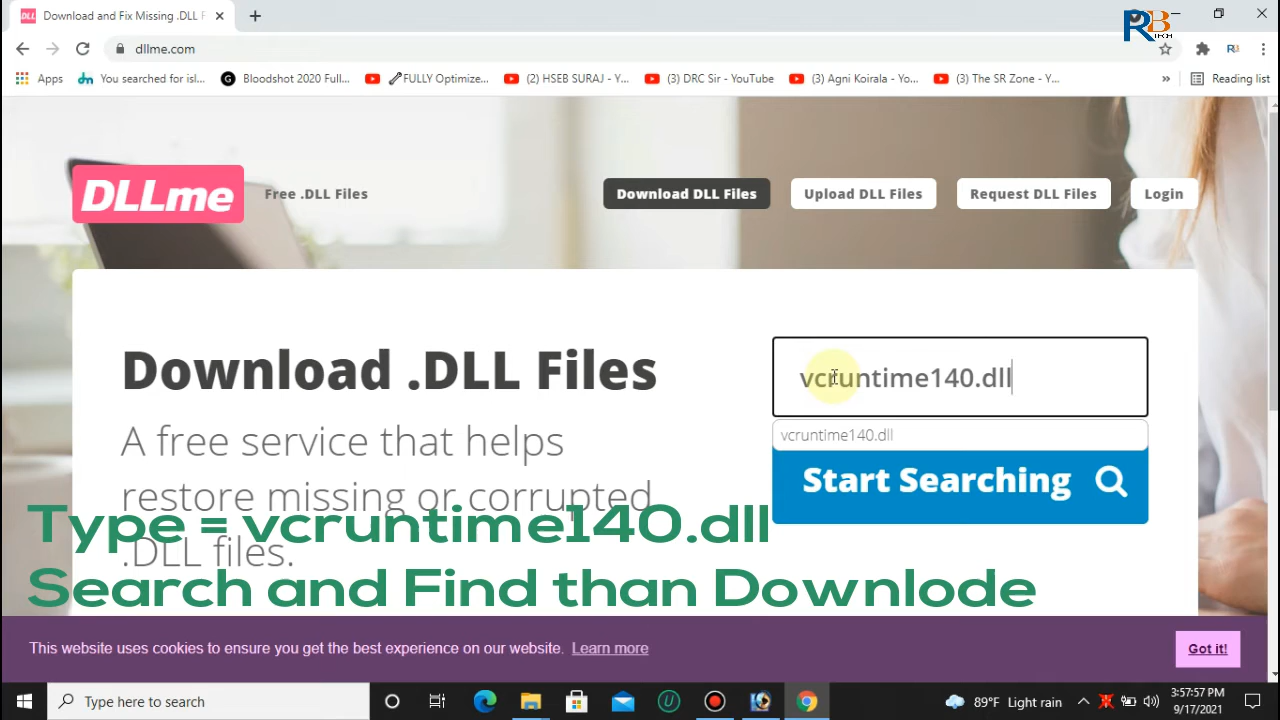 DLL Download and Fix Missing .DLL F
dllme.com
RB
TECH
Apps
dm You searched for isl...
G Bloodshot 2020 Full...
FULLY Optimize...
(2) HSEB SURAJ - Y...
(3) DRC Sir - YouTube
(3) Agni Koirala - Yo...
(3) The SR Zone - Y...
»
Reading list
DLLme
Free .DLL Files
Download DLL Files
Upload DLL Files
Request DLL Files
Login
Download .DLL Files
A free service that helps
restore missing or corrupted
.DLL files.
vcruntime140.dll
vcruntime140.dll
Start Searching
Type = vcruntime140.dll
Search and Find than Downlode
This website uses cookies to ensure you get the best experience on our website. Learn more
Got it!
Type here to search
89°F Light rain
3:57:57 PM
9/17/2021